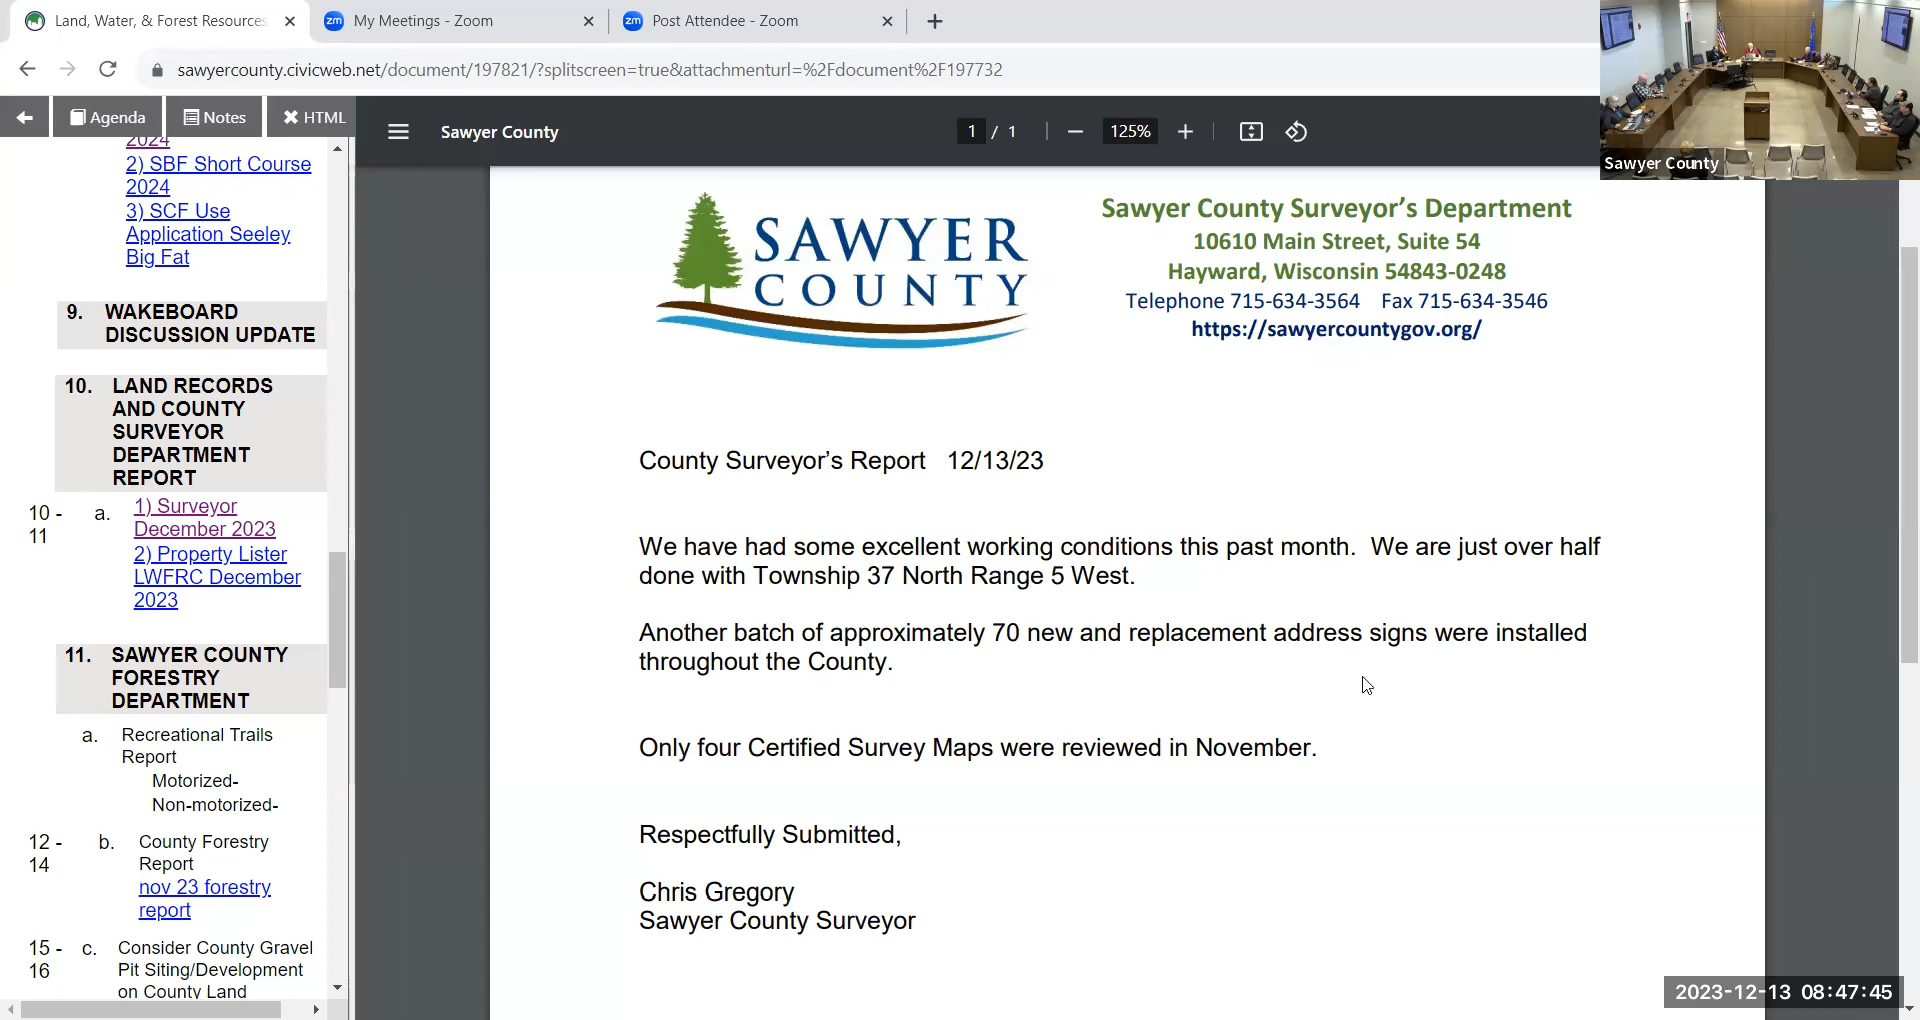 Land, Water, & Forest Resources
My Meetings - Zoom
Post Attendee - Zoom
sawyercounty.civicweb.net/document/197821/?splitscreen=true&attachmenturl=%2Fdocument%2F197732
Agenda
Notes
HTML
Sawyer County
1 / 1
125%
Sawyer County
2024
2) SBF Short Course
2024
3) SCF Use
Application Seeley
Big Fat
9. WAKEBOARD
DISCUSSION UPDATE
10. LAND RECORDS
AND COUNTY
SURVEYOR
DEPARTMENT
REPORT
10 -
11
a. 1) Surveyor
December 2023
2) Property Lister
LWFRC December
2023
11. SAWYER COUNTY
FORESTRY
DEPARTMENT
a. Recreational Trails
Report
Motorized-
Non-motorized-
12 -
14
b. County Forestry
Report
nov 23 forestry
report
15 -
16
c. Consider County Gravel
Pit Siting/Development
on County Land
SAWYER
COUNTY
Sawyer County Surveyor's Department
10610 Main Street, Suite 54
Hayward, Wisconsin 54843-0248
Telephone 715-634-3564 Fax 715-634-3546
https://sawyercountygov.org/
County Surveyor's Report 12/13/23
We have had some excellent working conditions this past month. We are just over half
done with Township 37 North Range 5 West.
Another batch of approximately 70 new and replacement address signs were installed
throughout the County.
Only four Certified Survey Maps were reviewed in November.
Respectfully Submitted,
Chris Gregory
Sawyer County Surveyor
2023-12-13 08:47:45